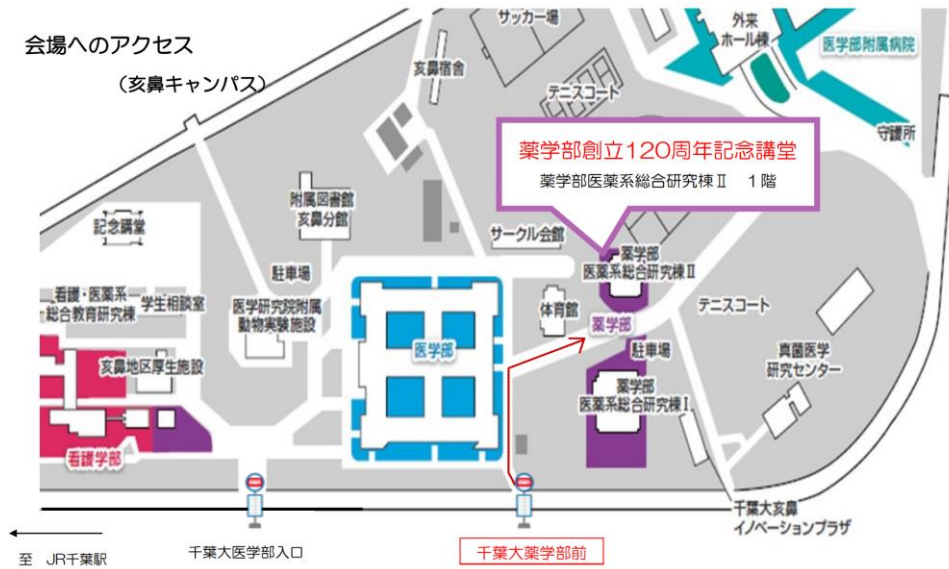 会場へのアクセス
（亥鼻キャンパス）
サッカー場
外来
ホール棟
医学部附属病院
亥鼻宿舎
テニスコート
守護所
薬学部創立120周年記念講堂
薬学部医薬系総合研究棟Ⅱ　1階
附属図書館
亥鼻分館
記念講堂
サークル会館
薬学部
医薬系総合研究棟Ⅱ
駐車場
看護・医薬系
総合教育研究棟
学生相談室
医学研究院附属
動物実験施設
体育館
テニスコート
医学部
薬学部
駐車場
真菌医学
研究センター
亥鼻地区厚生施設
薬学部
医薬系総合研究棟Ⅰ
看護学部
千葉大亥鼻
イノベーションプラザ
至　JR千葉駅
千葉大医学部入口
千葉大薬学部前